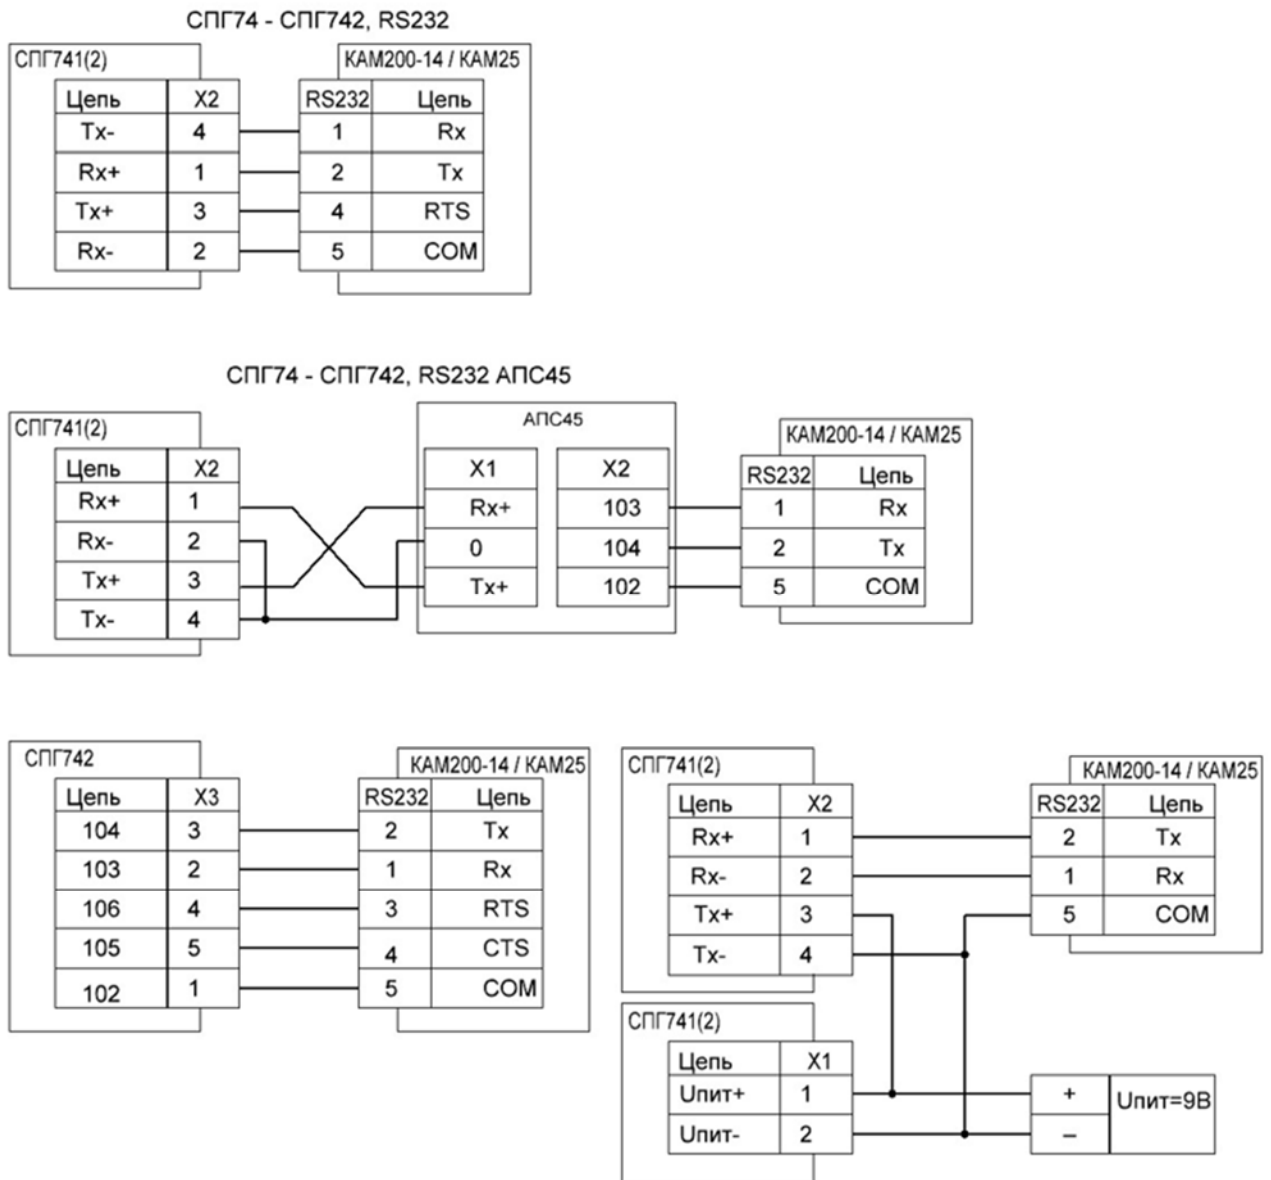 СПГ74 - СПГ742, RS232
СПГ741(2)
КАМ200-14 / КАМ25
Цепь X2 RS232 Цепь
Tx- 4 1 Rx
Rx+ 1 2 Tx
Tx+ 3 4 RTS
Rx- 2 5 COM
СПГ74 - СПГ742, RS232 АПС45
СПГ741(2)
АПС45
КАМ200-14 / КАМ25
Цепь X2 X1 X2 RS232 Цепь
Rx+ 1 Rx+ 103 1 Rx
Rx- 2 0 104 2 Tx
Tx+ 3 Tx+ 102 5 COM
Tx- 4
СПГ742
КАМ200-14 / КАМ25
Цепь X3 RS232 Цепь
104 3 2 Tx
103 2 1 Rx
106 4 3 RTS
105 5 4 CTS
102 1 5 COM
СПГ741(2)
КАМ200-14 / КАМ25
Цепь X2 RS232 Цепь
Rx+ 1 2 Tx
Rx- 2 1 Rx
Tx+ 3 5 COM
Tx- 4
СПГ741(2)
Цепь X1
Uпит+ 1 + Uпит=9В
Uпит- 2 –